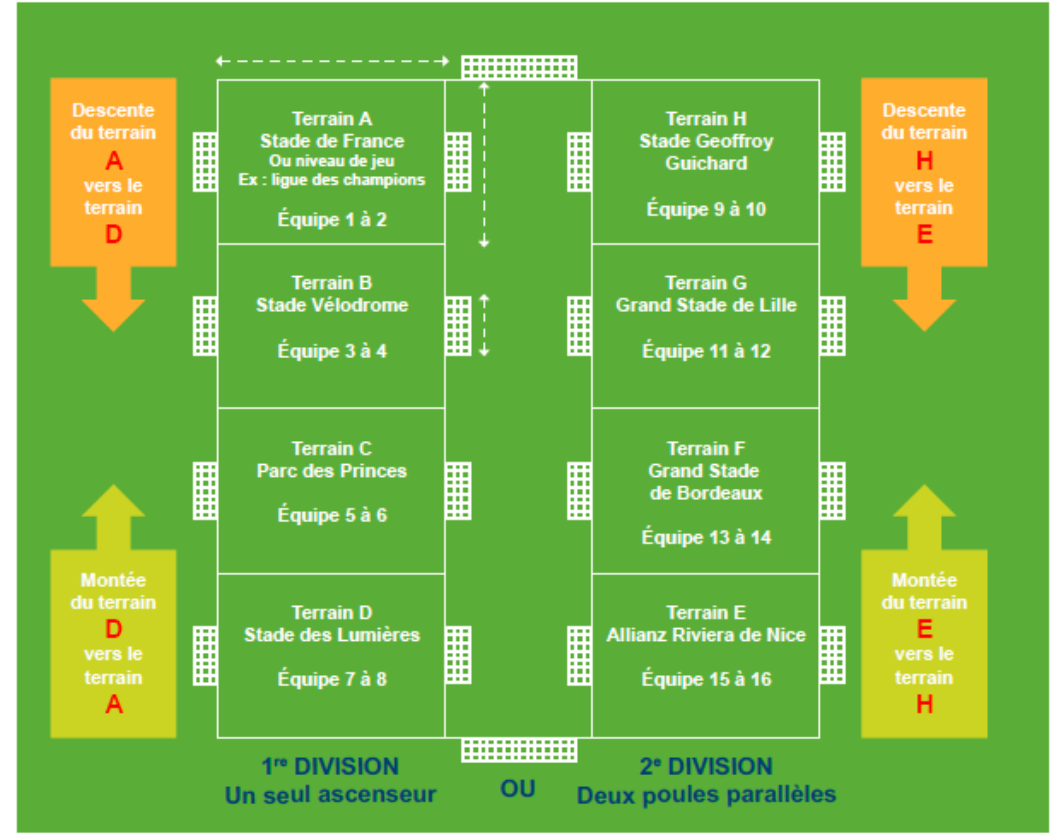 Descente
du terrain
A
vers le
terrain
D
Montée
du terrain
D
vers le
terrain
A
Terrain A
Stade de France
Ou niveau de jeu
Ex : ligue des champions
Équipe 1 à 2
Terrain B
Stade Vélodrome
Équipe 3 à 4
Terrain C
Parc des Princes
Équipe 5 à 6
Terrain D
Stade des Lumières
Équipe 7 à 8
Terrain H
Stade Geoffroy
Guichard
Équipe 9 à 10
Terrain G
Grand Stade de Lille
Équipe 11 à 12
Terrain F
Grand Stade
de Bordeaux
Équipe 13 à 14
Terrain E
Allianz Riviera de Nice
Équipe 15 à 16
Descente
du terrain
H
vers le
terrain
E
Montée
du terrain
E
vers le
terrain
H
1re DIVISION
Un seul ascenseur
OU
2e DIVISION
Deux poules parallèles